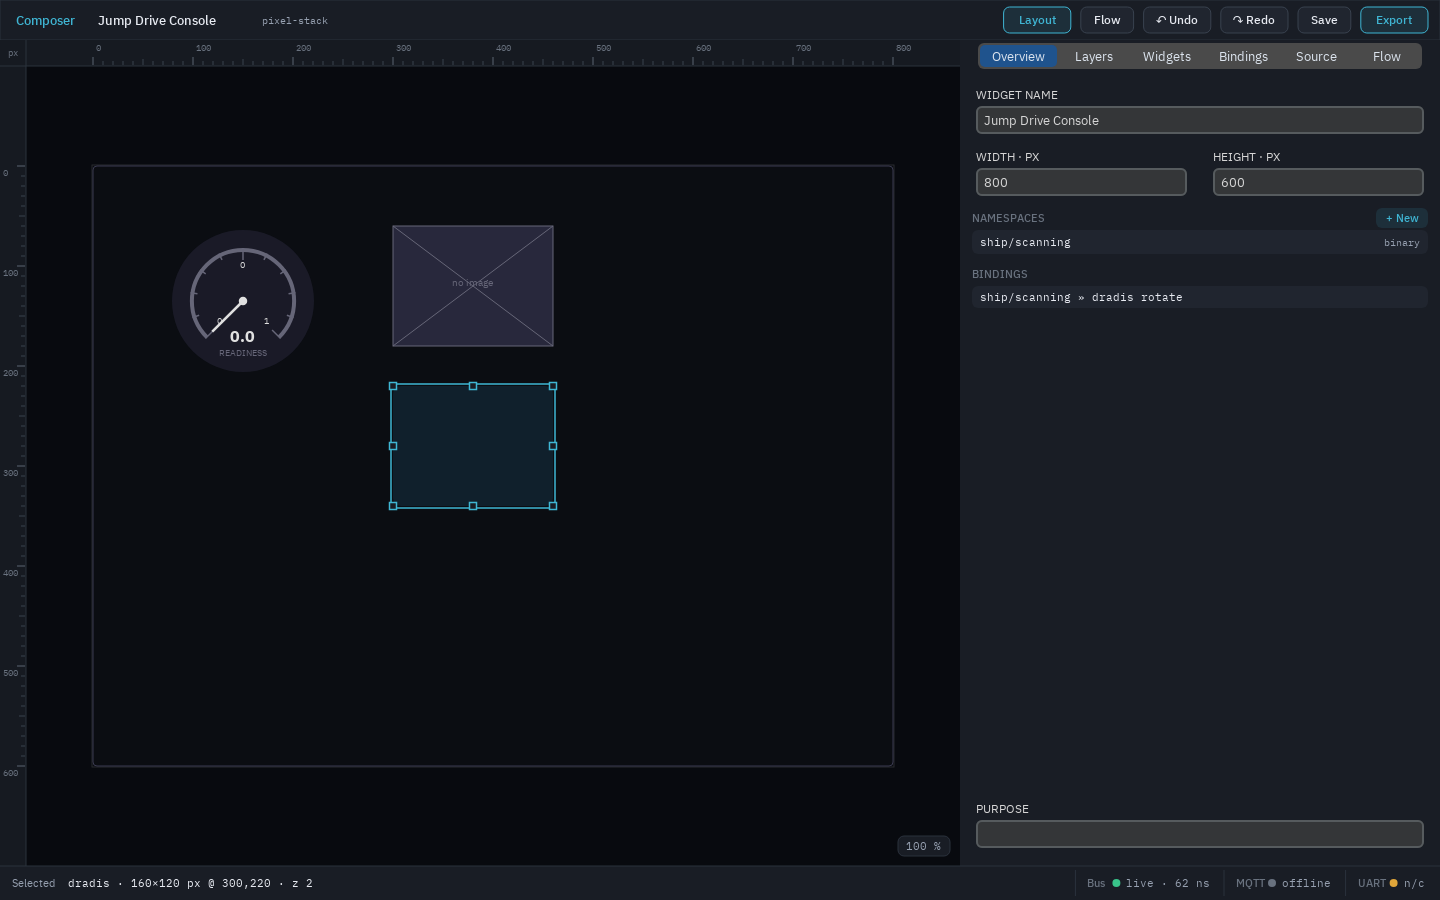 Composer Jump Drive Console pixel-stack Layout Flow ↶ Undo ↷ Redo Save Export
px 0 100 200 300 400 500 600 700 800
Overview Layers Widgets Bindings Source Flow
WIDGET NAME
Jump Drive Console
WIDTH · PX HEIGHT · PX
800 600
NAMESPACES + New
ship/scanning binary
BINDINGS
ship/scanning » dradis rotate
0
100
200
300
400
500
600
0
0 1
0.0
READINESS
no image
PURPOSE
100 %
Selected dradis · 160×120 px @ 300,220 · z 2 Bus live · 62 ns MQTT offline UART n/c